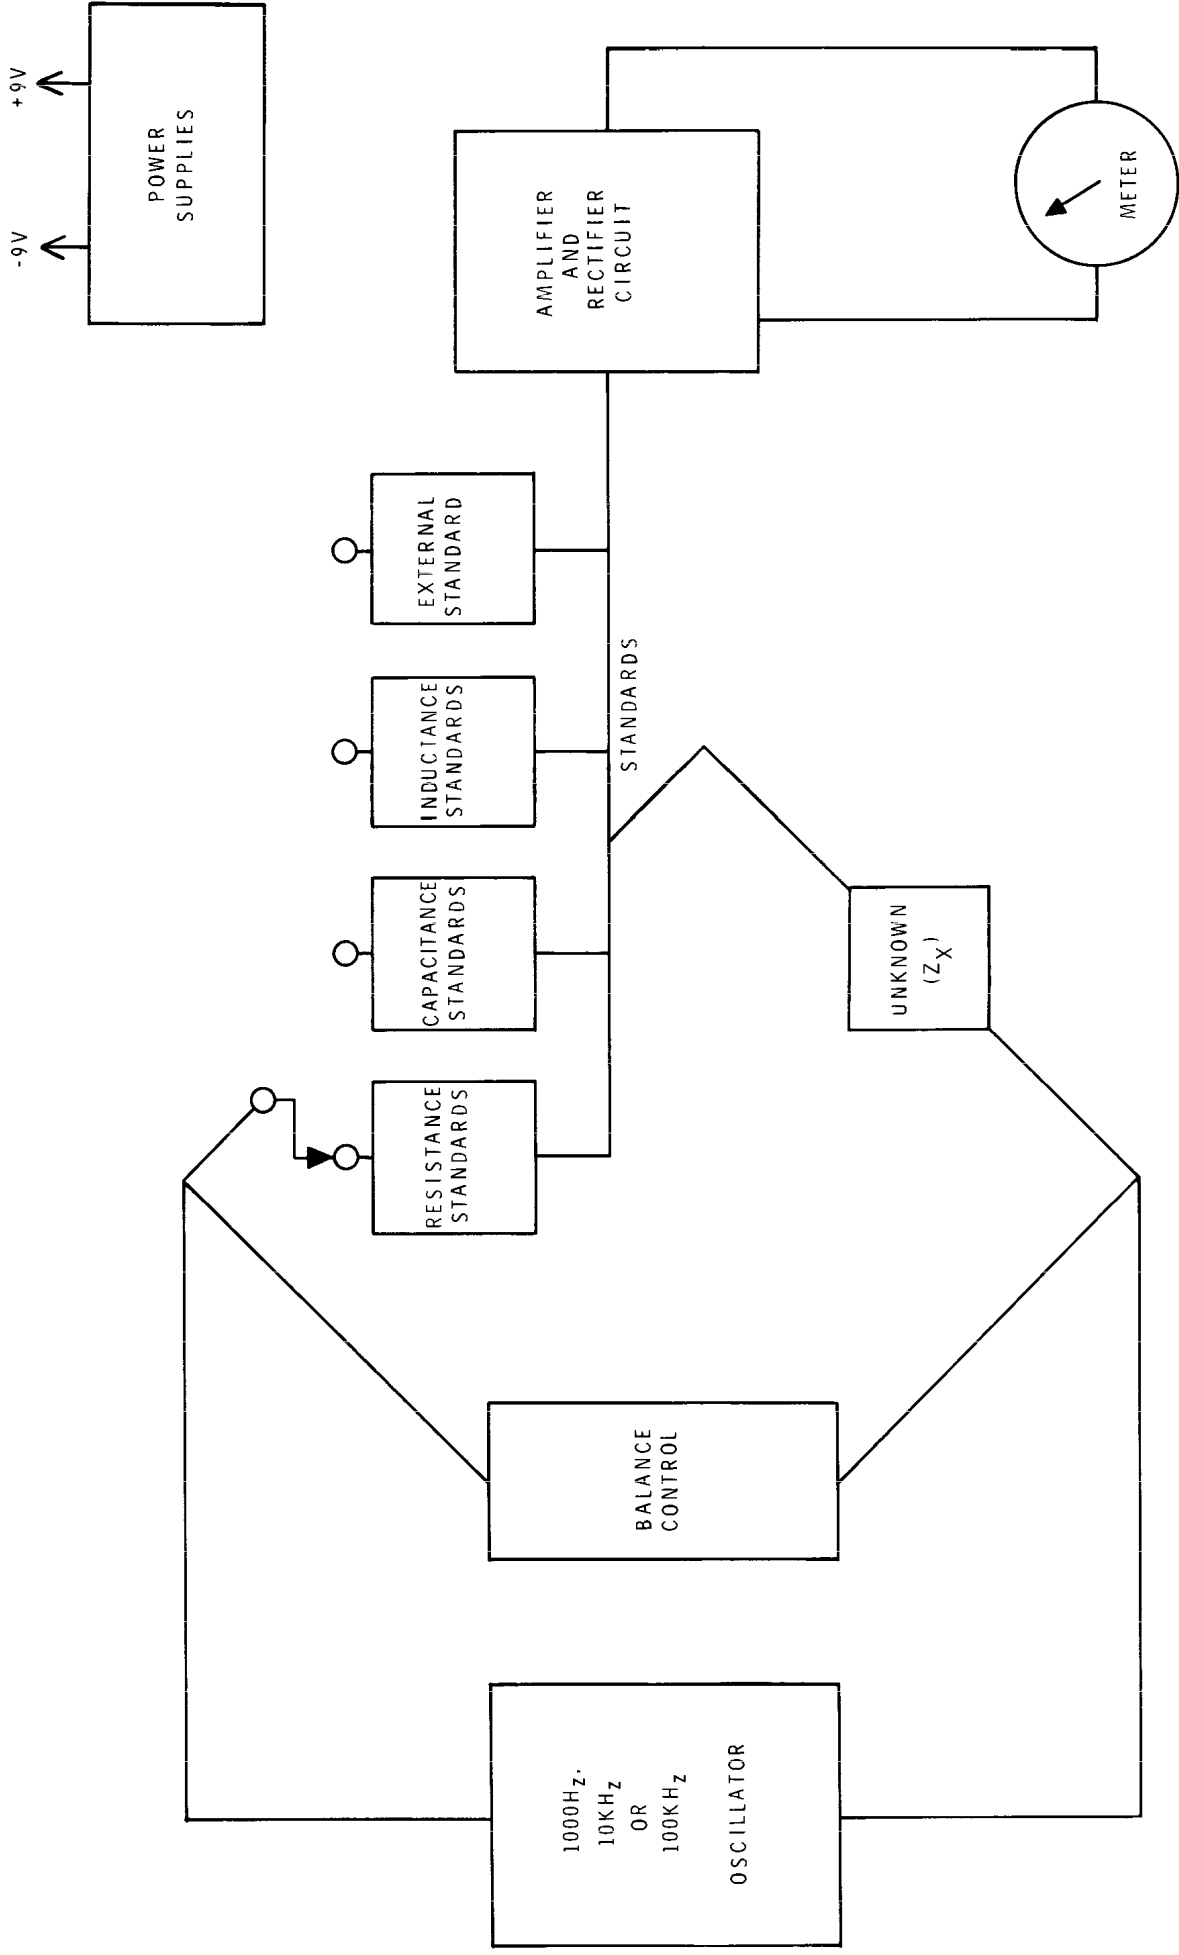 -9V
+9V
POWER
SUPPLIES
RESISTANCE
STANDARDS
CAPACITANCE
STANDARDS
INDUCTANCE
STANDARDS
EXTERNAL
STANDARD
STANDARDS
AMPLIFIER
AND
RECTIFIER
CIRCUIT
1000Hz.
10KHz
OR
100KHz
OSCILLATOR
BALANCE
CONTROL
UNKNOWN
(ZX)
METER